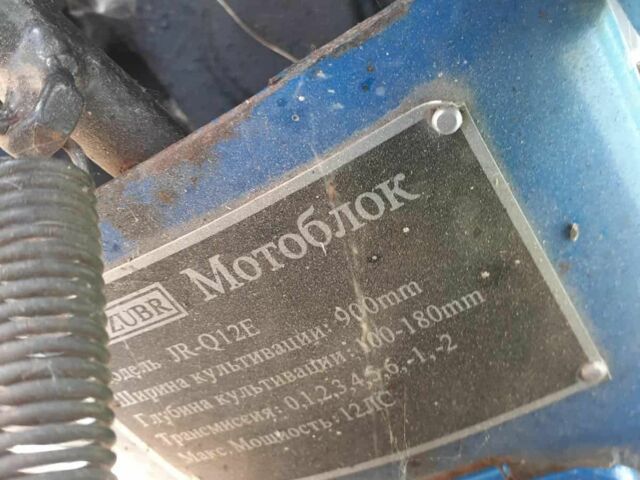 ZUBR Мотоблок
Модель JR-Q12E
Ширина культивации: 900mm
Глубина культивации: 100-180mm
Трансмиссия: 0,1,2,3,4,5,6,-1,-2
Макс. Мощность: 12ЛС